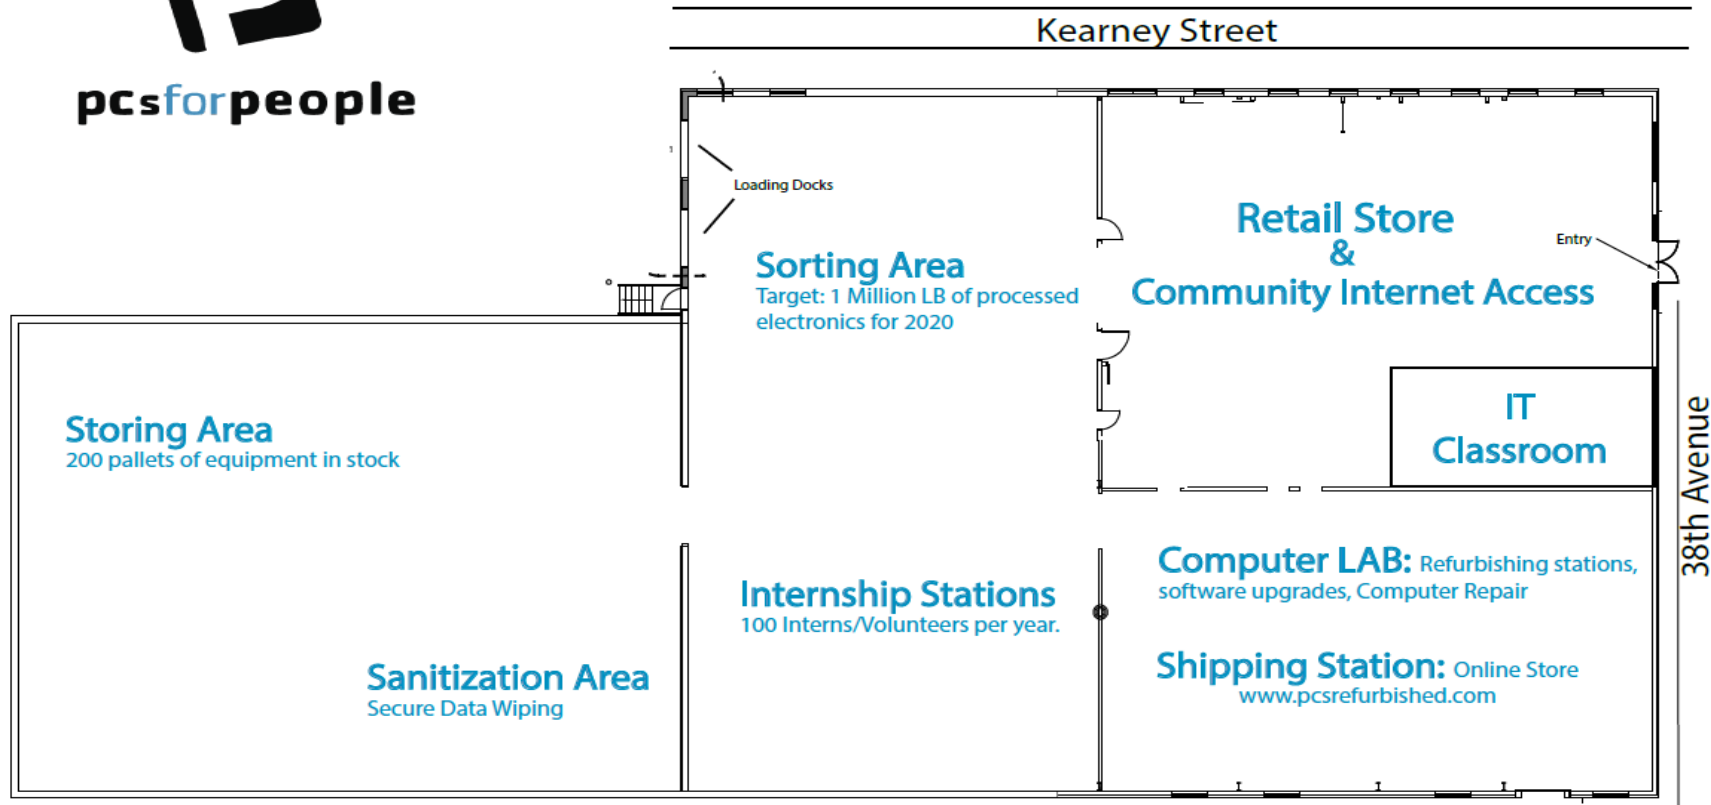 Kearney Street
pcsforpeople
Loading Docks
Sorting Area
Target: 1 Million LB of processed
electronics for 2020
Retail Store
&
Community Internet Access
Entry
IT
Classroom
38th Avenue
Storing Area
200 pallets of equipment in stock
Sanitization Area
Secure Data Wiping
Internship Stations
100 Interns/Volunteers per year.
Computer LAB: Refurbishing stations,
software upgrades, Computer Repair
Shipping Station: Online Store
www.pcsrefurbished.com